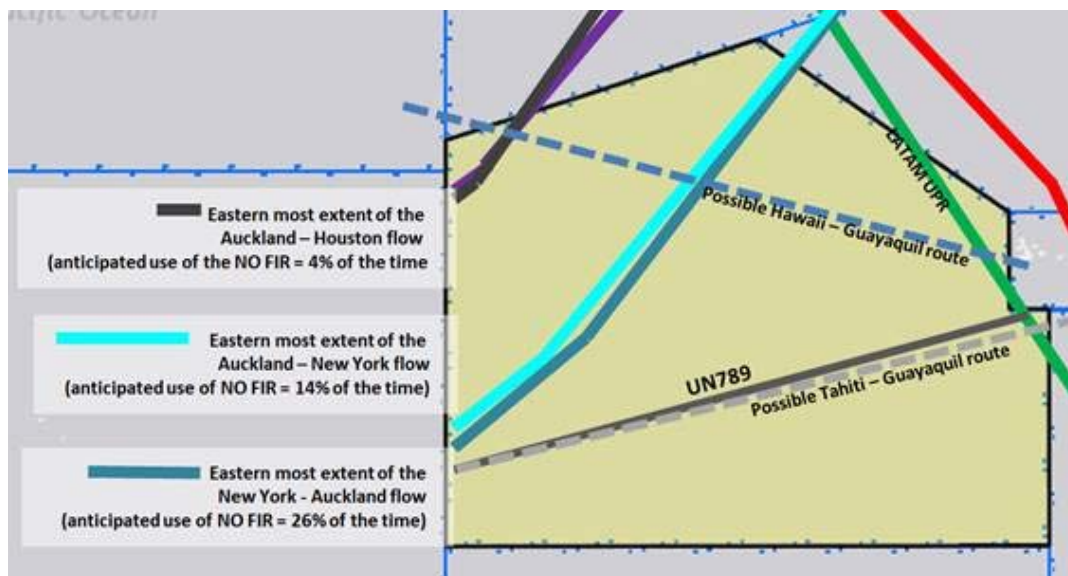 Pacific Ocean
LATAM UPR
Possible Hawaii – Guayaquil route
Eastern most extent of the
Auckland – Houston flow
(anticipated use of the NO FIR = 4% of the time
Eastern most extent of the
Auckland – New York flow
(anticipated use of NO FIR = 14% of the time)
UN789
Possible Tahiti – Guayaquil route
Eastern most extent of the
New York - Auckland flow
(anticipated use of NO FIR = 26% of the time)